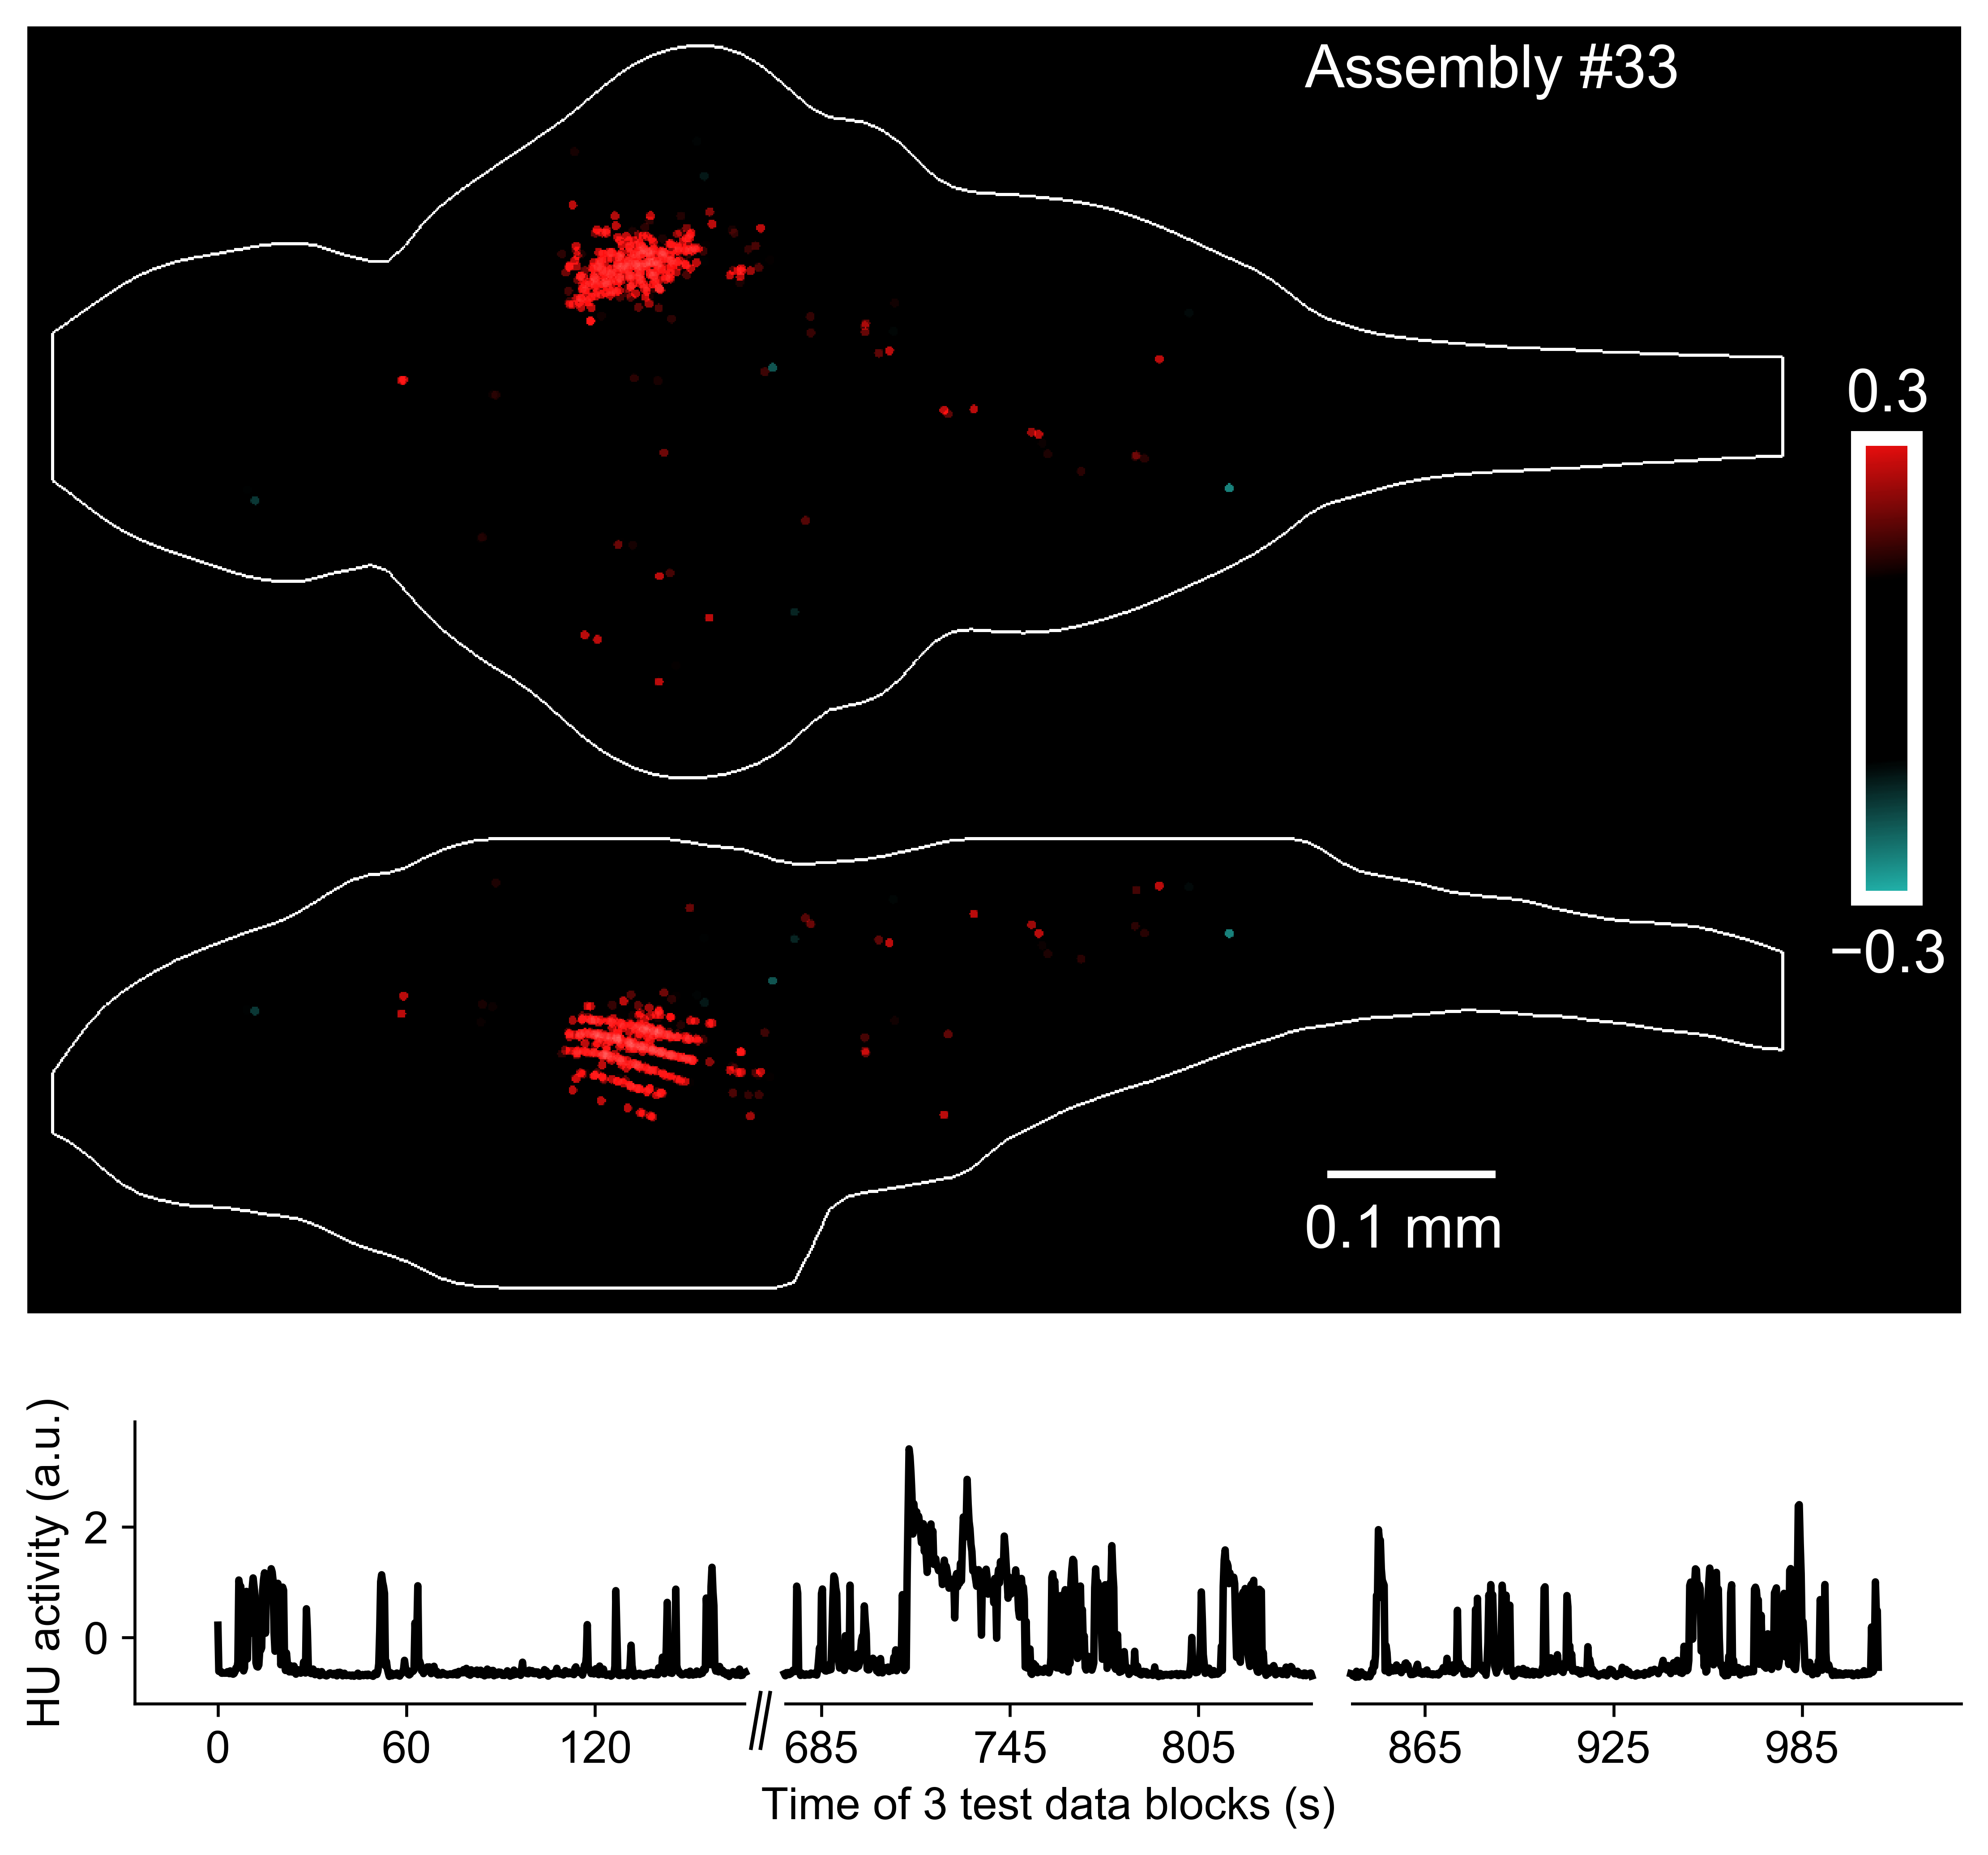 Assembly #33
0.3
−0.3
0.1 mm
HU activity (a.u.)
2
0
0 60 120 685 745 805 865 925 985
Time of 3 test data blocks (s)